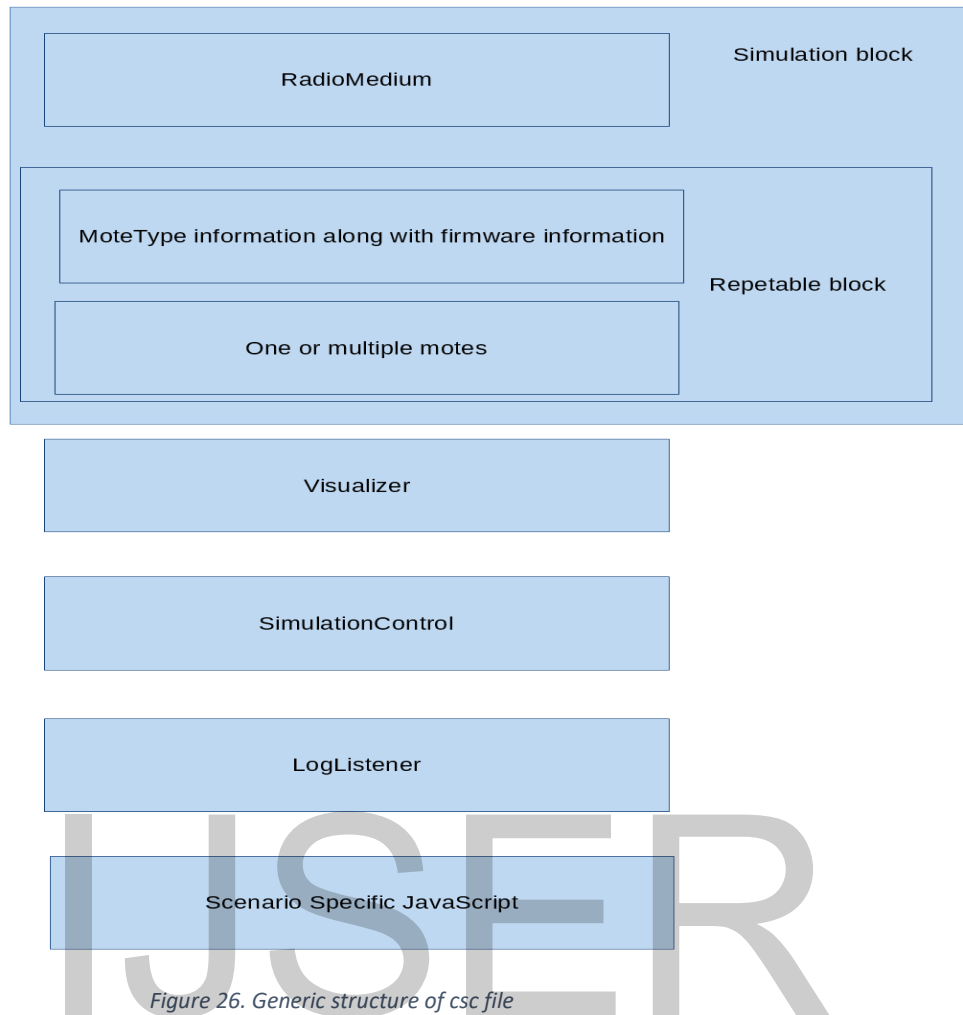 Simulation block
RadioMedium
MoteType information along with firmware information
Repetable block
One or multiple motes
Visualizer
SimulationControl
LogListener
Scenario Specific JavaScript
IJSER
Figure 26. Generic structure of csc file